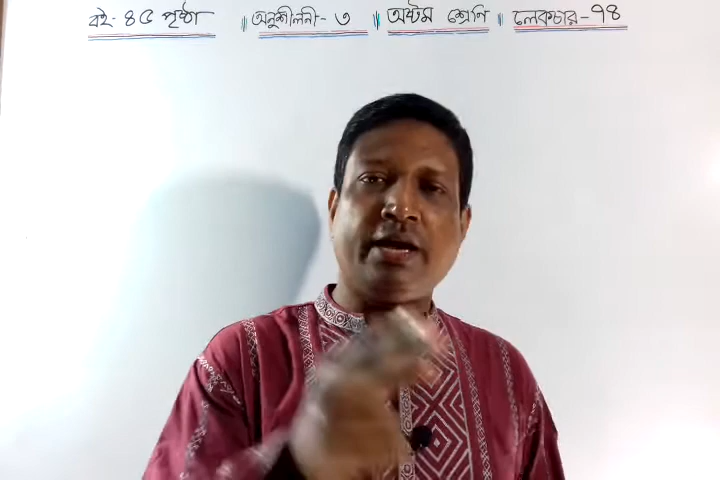 বই- ৪৫ পৃষ্ঠা ॥ অনুশীলনী- ৩ ॥ অষ্টম শ্রেণি ॥ লেকচার-৭৪